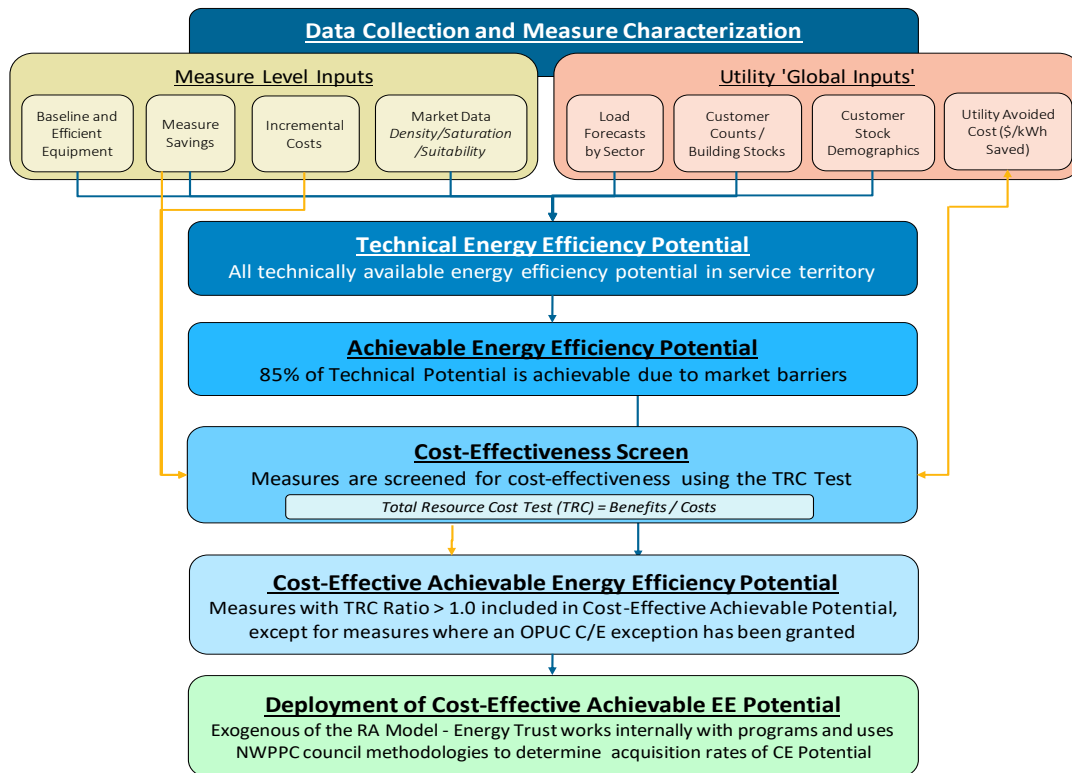 Data Collection and Measure Characterization
Measure Level Inputs
Baseline and
Efficient
Equipment
Measure
Savings
Incremental
Costs
Market Data
Density/Saturation
/Suitability
Utility 'Global Inputs'
Load
Forecasts
by Sector
Customer
Counts /
Building Stocks
Customer
Stock
Demographics
Utility Avoided
Cost ($/kWh
Saved)
Technical Energy Efficiency Potential
All technically available energy efficiency potential in service territory
Achievable Energy Efficiency Potential
85% of Technical Potential is achievable due to market barriers
Cost-Effectiveness Screen
Measures are screened for cost-effectiveness using the TRC Test
Total Resource Cost Test (TRC) = Benefits / Costs
Cost-Effective Achievable Energy Efficiency Potential
Measures with TRC Ratio > 1.0 included in Cost-Effective Achievable Potential,
except for measures where an OPUC C/E exception has been granted
Deployment of Cost-Effective Achievable EE Potential
Exogenous of the RA Model - Energy Trust works internally with programs and uses
NWPPC council methodologies to determine acquisition rates of CE Potential